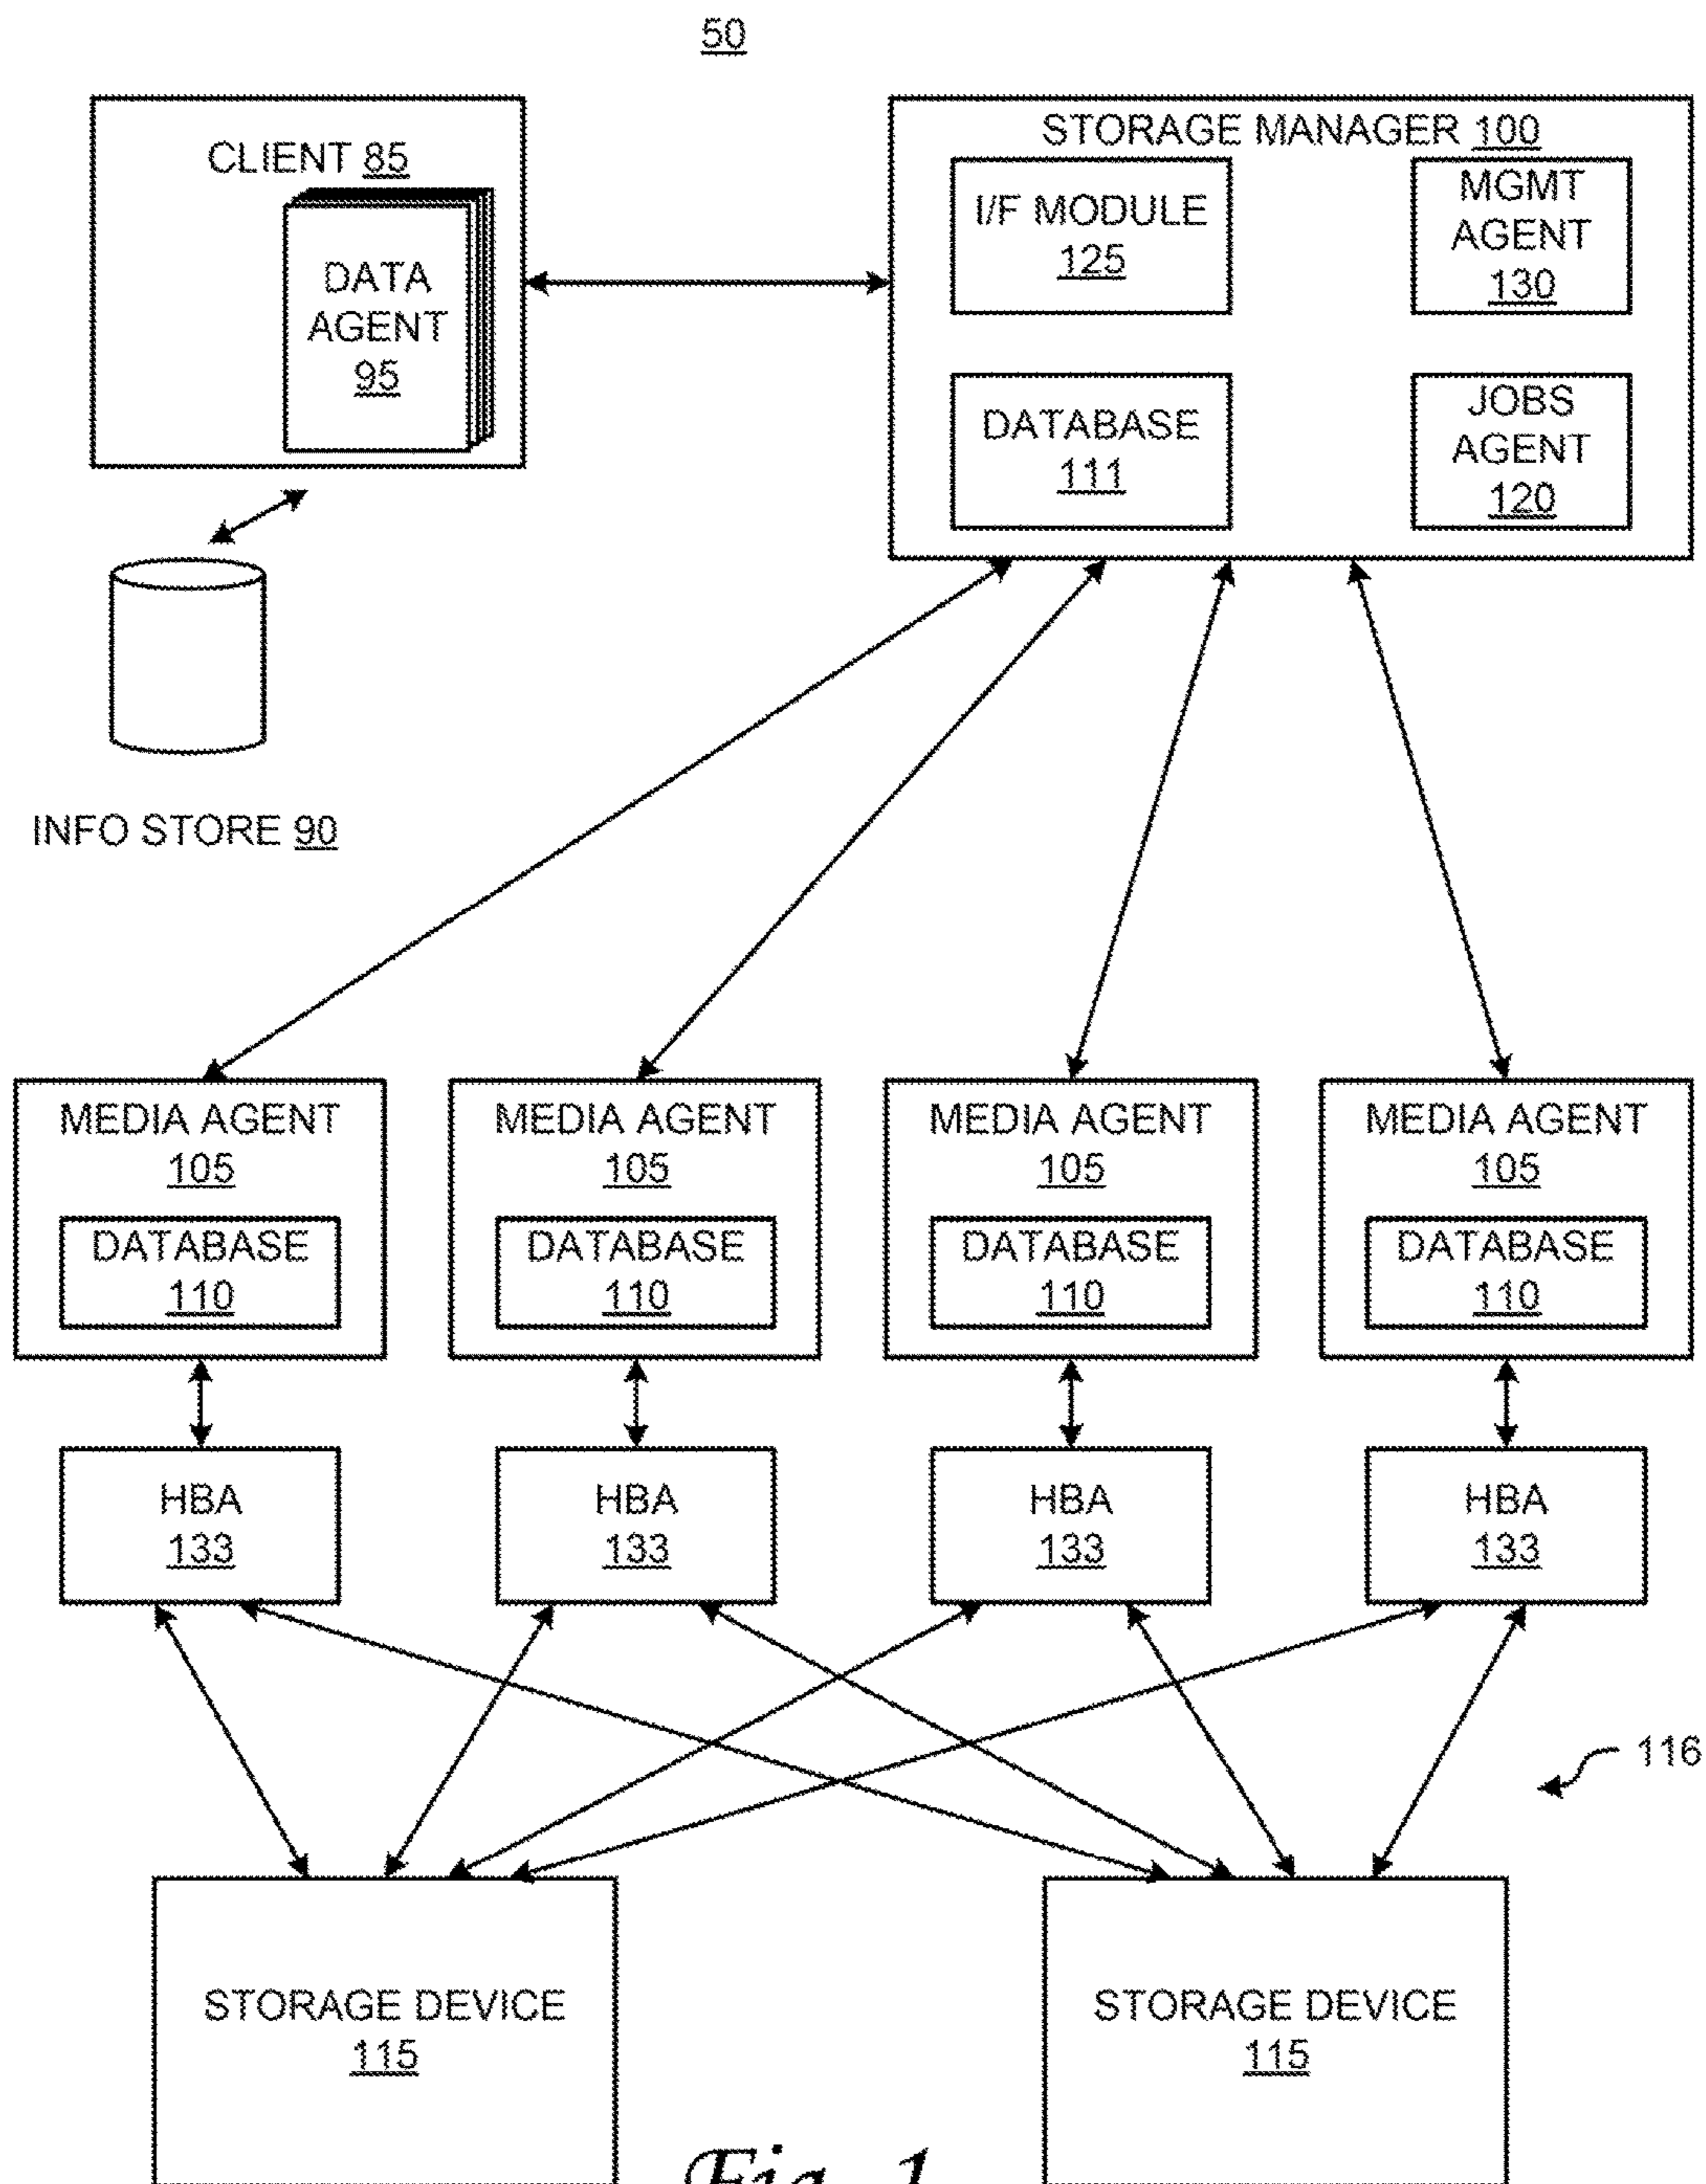 50
CLIENT 85
DATA
AGENT
95
STORAGE MANAGER 100
I/F MODULE
125
MGMT
AGENT
130
DATABASE
111
JOBS
AGENT
120
INFO STORE 90
MEDIA AGENT
105
DATABASE
110
MEDIA AGENT
105
DATABASE
110
MEDIA AGENT
105
DATABASE
110
MEDIA AGENT
105
DATABASE
110
HBA
133
HBA
133
HBA
133
HBA
133
116
STORAGE DEVICE
115
STORAGE DEVICE
115
Fig. 1